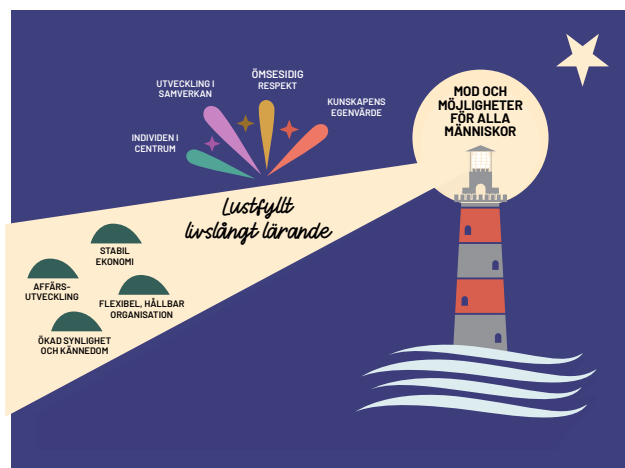 MOD OCH
MÖJLIGHETER
FÖR ALLA
MÄNNISKOR
ÖMSESIDIG
RESPEKT
UTVECKLING I
SAMVERKAN
KUNSKAPENS
EGENVÄRDE
INDIVIDEN I
CENTRUM
Lustfyllt
livslångt lärande
STABIL
EKONOMI
AFFÄRS-
UTVECKLING
FLEXIBEL, HÅLLBAR
ORGANISATION
ÖKAD SYNLIGHET
OCH KÄNNEDOM